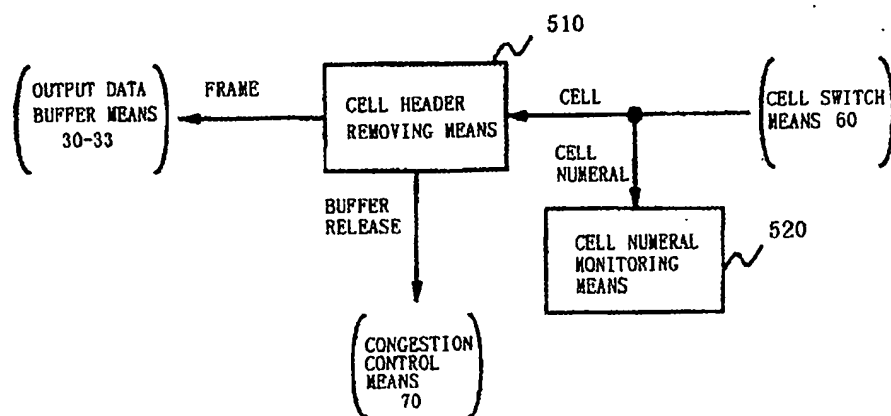 510
OUTPUT DATA
BUFFER MEANS
30-33
FRAME
CELL HEADER
REMOVING MEANS
CELL
CELL SWITCH
MEANS 60
CELL
NUMERAL
BUFFER
RELEASE
520
CELL NUMERAL
MONITORING
MEANS
CONGESTION
CONTROL
MEANS
70